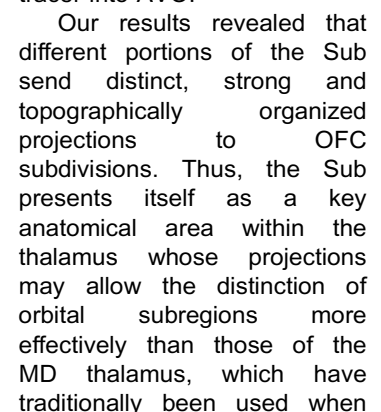 Our results revealed that
different portions of the Sub
send distinct, strong and
topographically organized
projections to OFC
subdivisions. Thus, the Sub
presents itself as a key
anatomical area within the
thalamus whose projections
may allow the distinction of
orbital subregions more
effectively than those of the
MD thalamus, which have
traditionally been used when